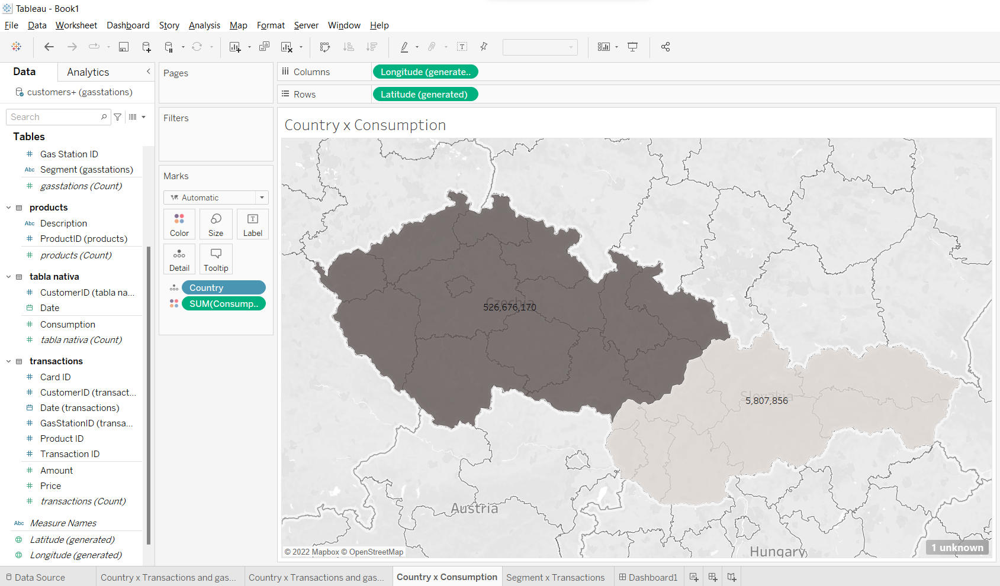 Tableau - Book1
File Data Worksheet Dashboard Story Analysis Map Format Server Window Help
Data
Analytics
customers+ (gasstations)
Search
Tables
Gas Station ID
Abc Segment (gasstations)
gasstations (Count)
products
Abc Description
ProductID (products)
products (Count)
tabla nativa
CustomerID (tabla na...
Date
Consumption
tabla nativa (Count)
transactions
Card ID
CustomerID (transact...
Date (transactions)
GasStationID (transa...
Product ID
Transaction ID
Amount
Price
transactions (Count)
Abc Measure Names
Latitude (generated)
Longitude (generated)
Pages
Filters
Marks
Automatic
Color Size Label
Detail Tooltip
Country
SUM(Consump..
Columns Longitude (generate..
Rows Latitude (generated)
Country x Consumption
Czechia
526,676,170
Slovakia
5,807,856
Austria
Hungary
© 2022 Mapbox © OpenStreetMap
1 unknown
Data Source
Country x Transactions and gas...
Country x Transactions and gas...
Country x Consumption
Segment x Transactions
Dashboard1